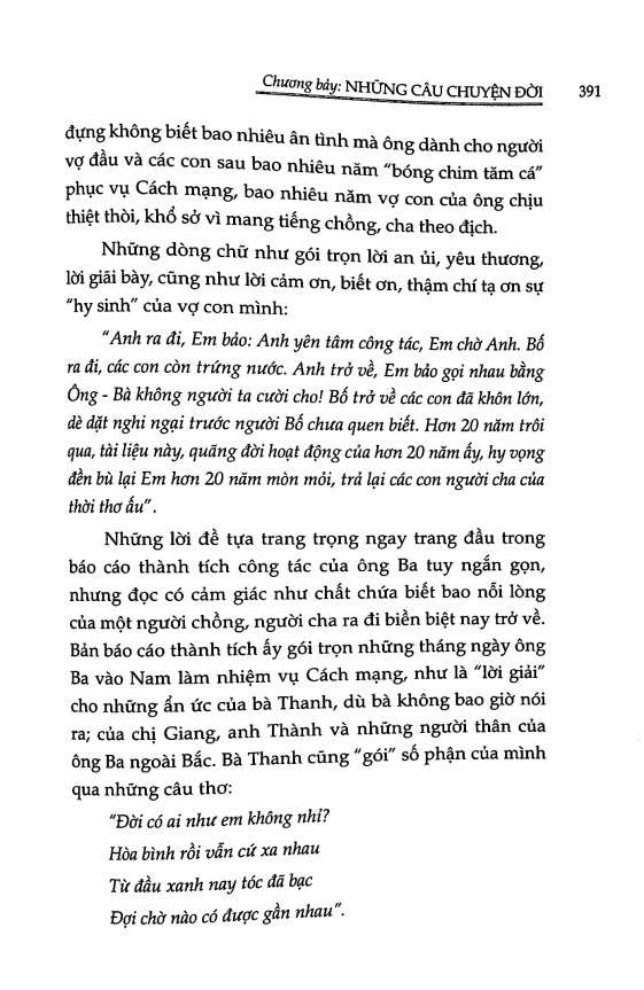 Chương bảy: NHỮNG CÂU CHUYỆN ĐỜI 391
đựng không biết bao nhiêu ân tình mà ông dành cho người
vợ đầu và các con sau bao nhiêu năm "bóng chim tăm cá"
phục vụ Cách mạng, bao nhiêu năm vợ con của ông chịu
thiệt thòi, khổ sở vì mang tiếng chồng, cha theo địch.
Những dòng chữ như gói trọn lời an ủi, yêu thương,
lời giãi bày, cũng như lời cảm ơn, biết ơn, thậm chí tạ ơn sự
"hy sinh" của vợ con mình:
"Anh ra đi, Em bảo: Anh yên tâm công tác, Em chờ Anh. Bố
ra đi, các con còn trứng nước. Anh trở về, Em bảo gọi nhau bằng
Ông - Bà không người ta cười cho! Bố trở về các con đã khôn lớn,
dè dặt nghi ngại trước người Bố chưa quen biết. Hơn 20 năm trôi
qua, tài liệu này, quãng đời hoạt động của hơn 20 năm ấy, hy vọng
đền bù lại Em hơn 20 năm mòn mỏi, trả lại các con người cha của
thời thơ ấu".
Những lời đề tựa trang trọng ngay trang đầu trong
báo cáo thành tích công tác của ông Ba tuy ngắn gọn,
nhưng đọc có cảm giác như chất chứa biết bao nỗi lòng
của một người chồng, người cha ra đi biền biệt nay trở về.
Bản báo cáo thành tích ấy gói trọn những tháng ngày ông
Ba vào Nam làm nhiệm vụ Cách mạng, như là "lời giải"
cho những ẩn ức của bà Thanh, dù bà không bao giờ nói
ra; của chị Giang, anh Thành và những người thân của
ông Ba ngoài Bắc. Bà Thanh cũng "gói" số phận của mình
qua những câu thơ:
"Đời có ai như em không nhỉ?
Hòa bình rồi vẫn cứ xa nhau
Từ đầu xanh nay tóc đã bạc
Đợi chờ nào có được gần nhau".